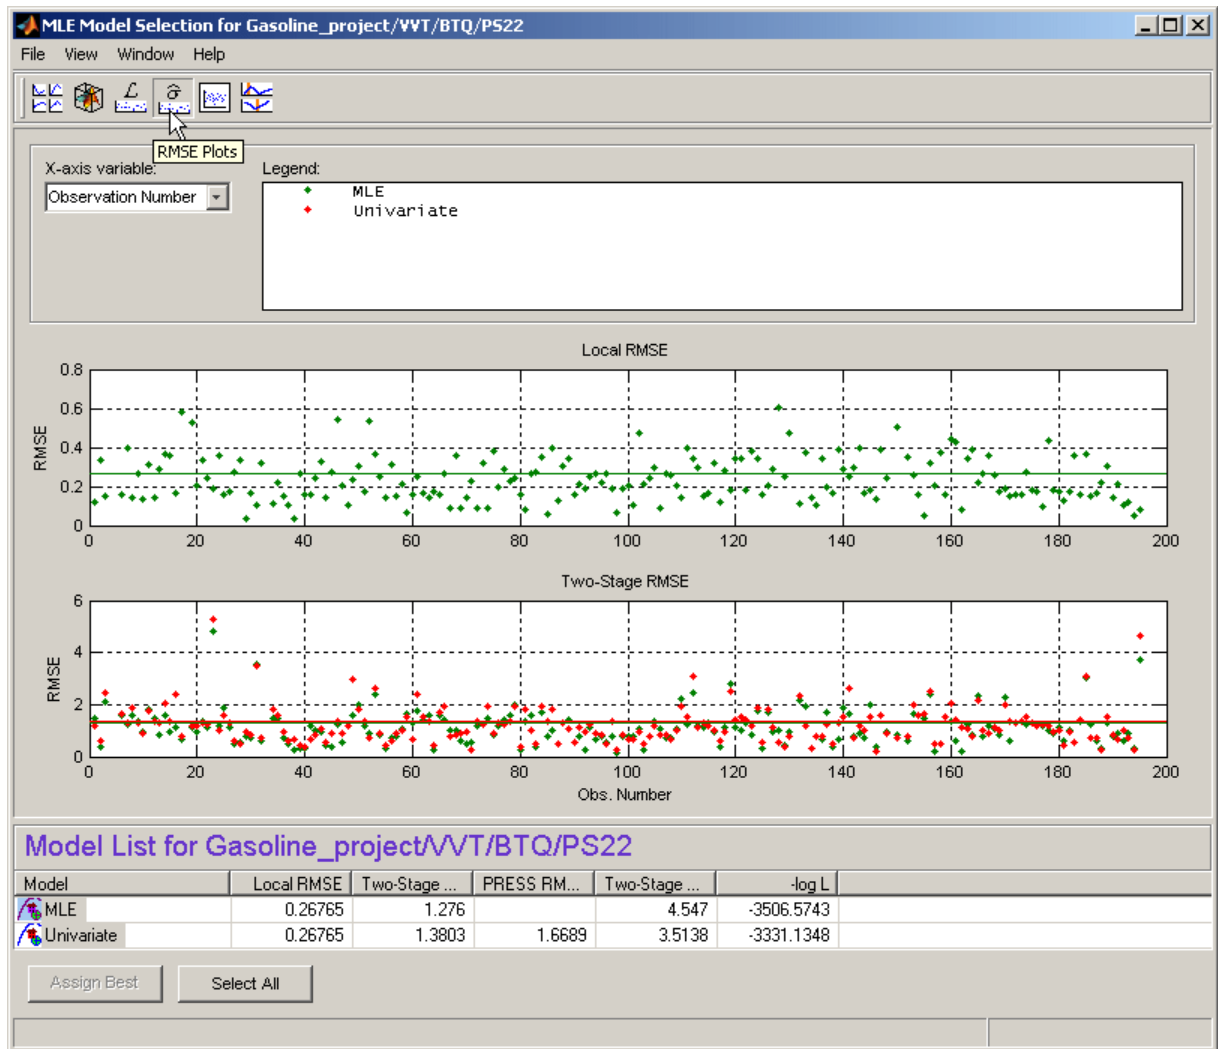 MLE Model Selection for Gasoline_project/VVT/BTQ/PS22
File View Window Help
RMSE Plots
X-axis variable:
Observation Number
Legend:
MLE
Univariate
Local RMSE
RMSE
0.8
0.6
0.4
0.2
0
0 20 40 60 80 100 120 140 160 180 200
Two-Stage RMSE
RMSE
6
4
2
0
0 20 40 60 80 100 120 140 160 180 200
Obs. Number
Model List for Gasoline_project/VVT/BTQ/PS22
Model Local RMSE Two-Stage ... PRESS RM... Two-Stage ... -log L
MLE 0.26765 1.276 4.547 -3506.5743
Univariate 0.26765 1.3803 1.6689 3.5138 -3331.1348
Assign Best Select All